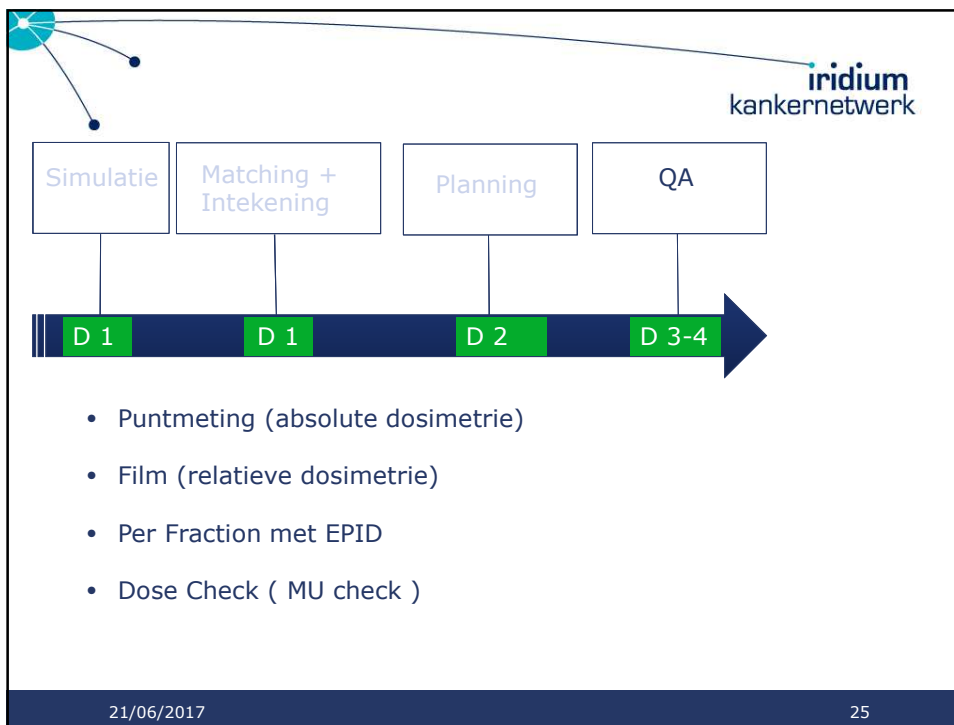 iridium
kankernetwerk
Simulatie
Matching +
Intekening
Planning
QA
D 1
D 1
D 2
D 3-4
• Puntmeting (absolute dosimetrie)
• Film (relatieve dosimetrie)
• Per Fraction met EPID
• Dose Check ( MU check )
21/06/2017
25